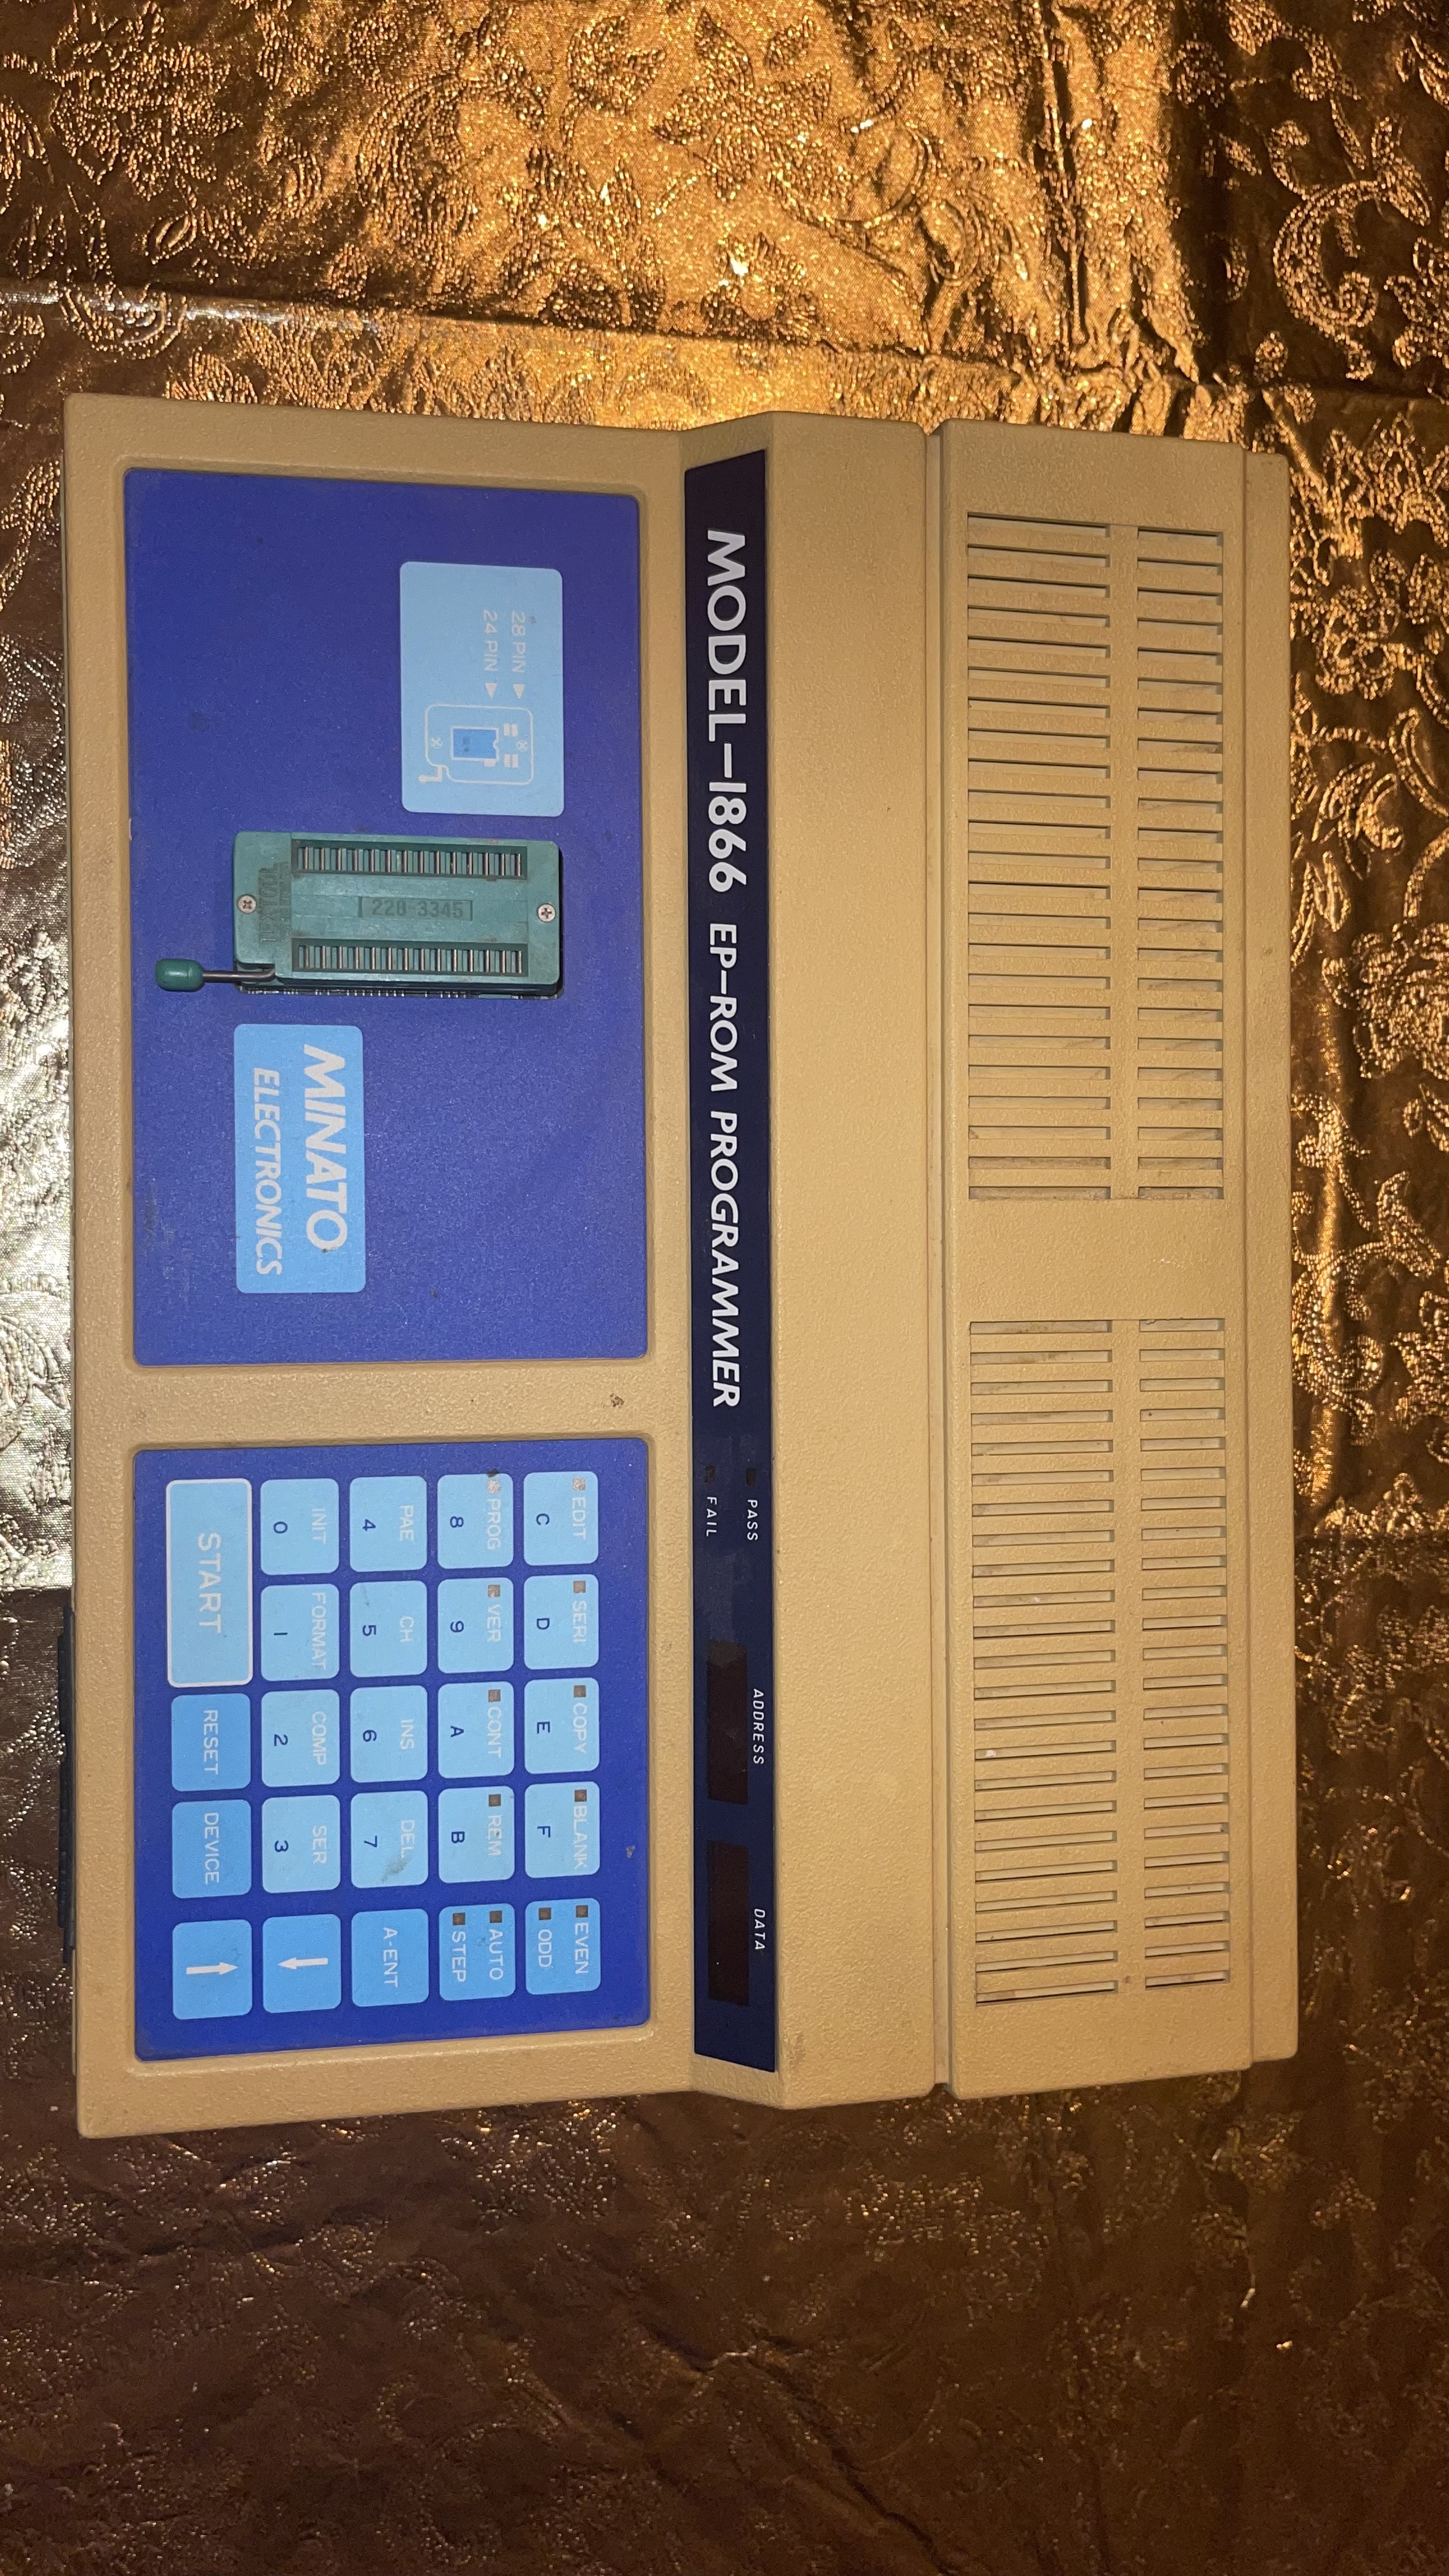 MODEL-1866 EP-ROM PROGRAMMER
PASS
FAIL
ADDRESS
DATA
28 PIN ▶
24 PIN ▶
228-3345
MINATO
ELECTRONICS
EDIT SERI COPY BLANK EVEN
C D E F ODD
PROG VER CONT REM AUTO
8 9 A B STEP
PAE CH INS DEL A-ENT
4 5 6 7
INIT FORMAT COMP SER ←
0 1 2 3
START RESET DEVICE →